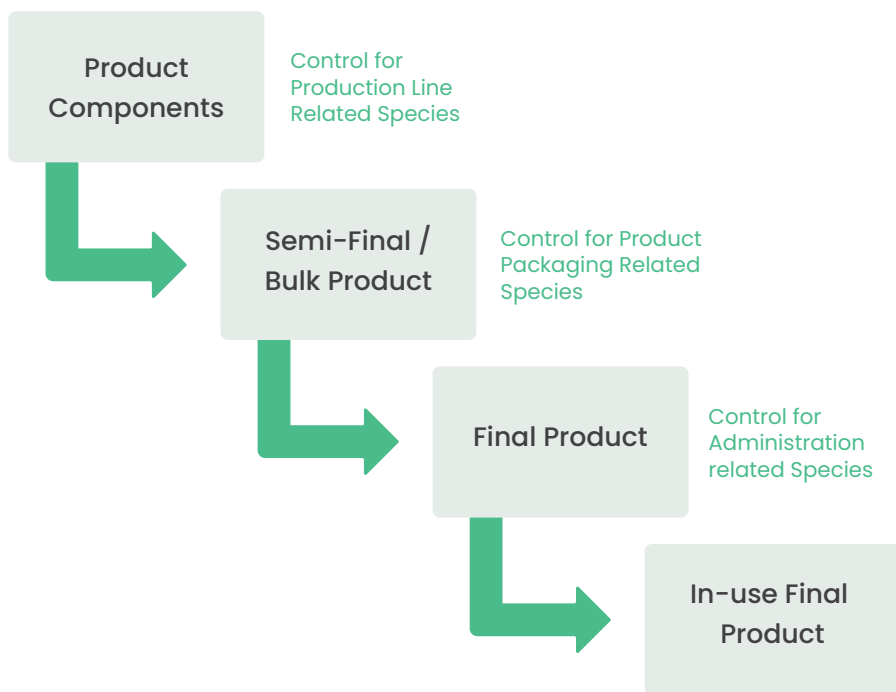 Product
Components
Control for
Production Line
Related Species
Semi-Final /
Bulk Product
Control for Product
Packaging Related
Species
Final Product
Control for
Administration
related Species
In-use Final
Product